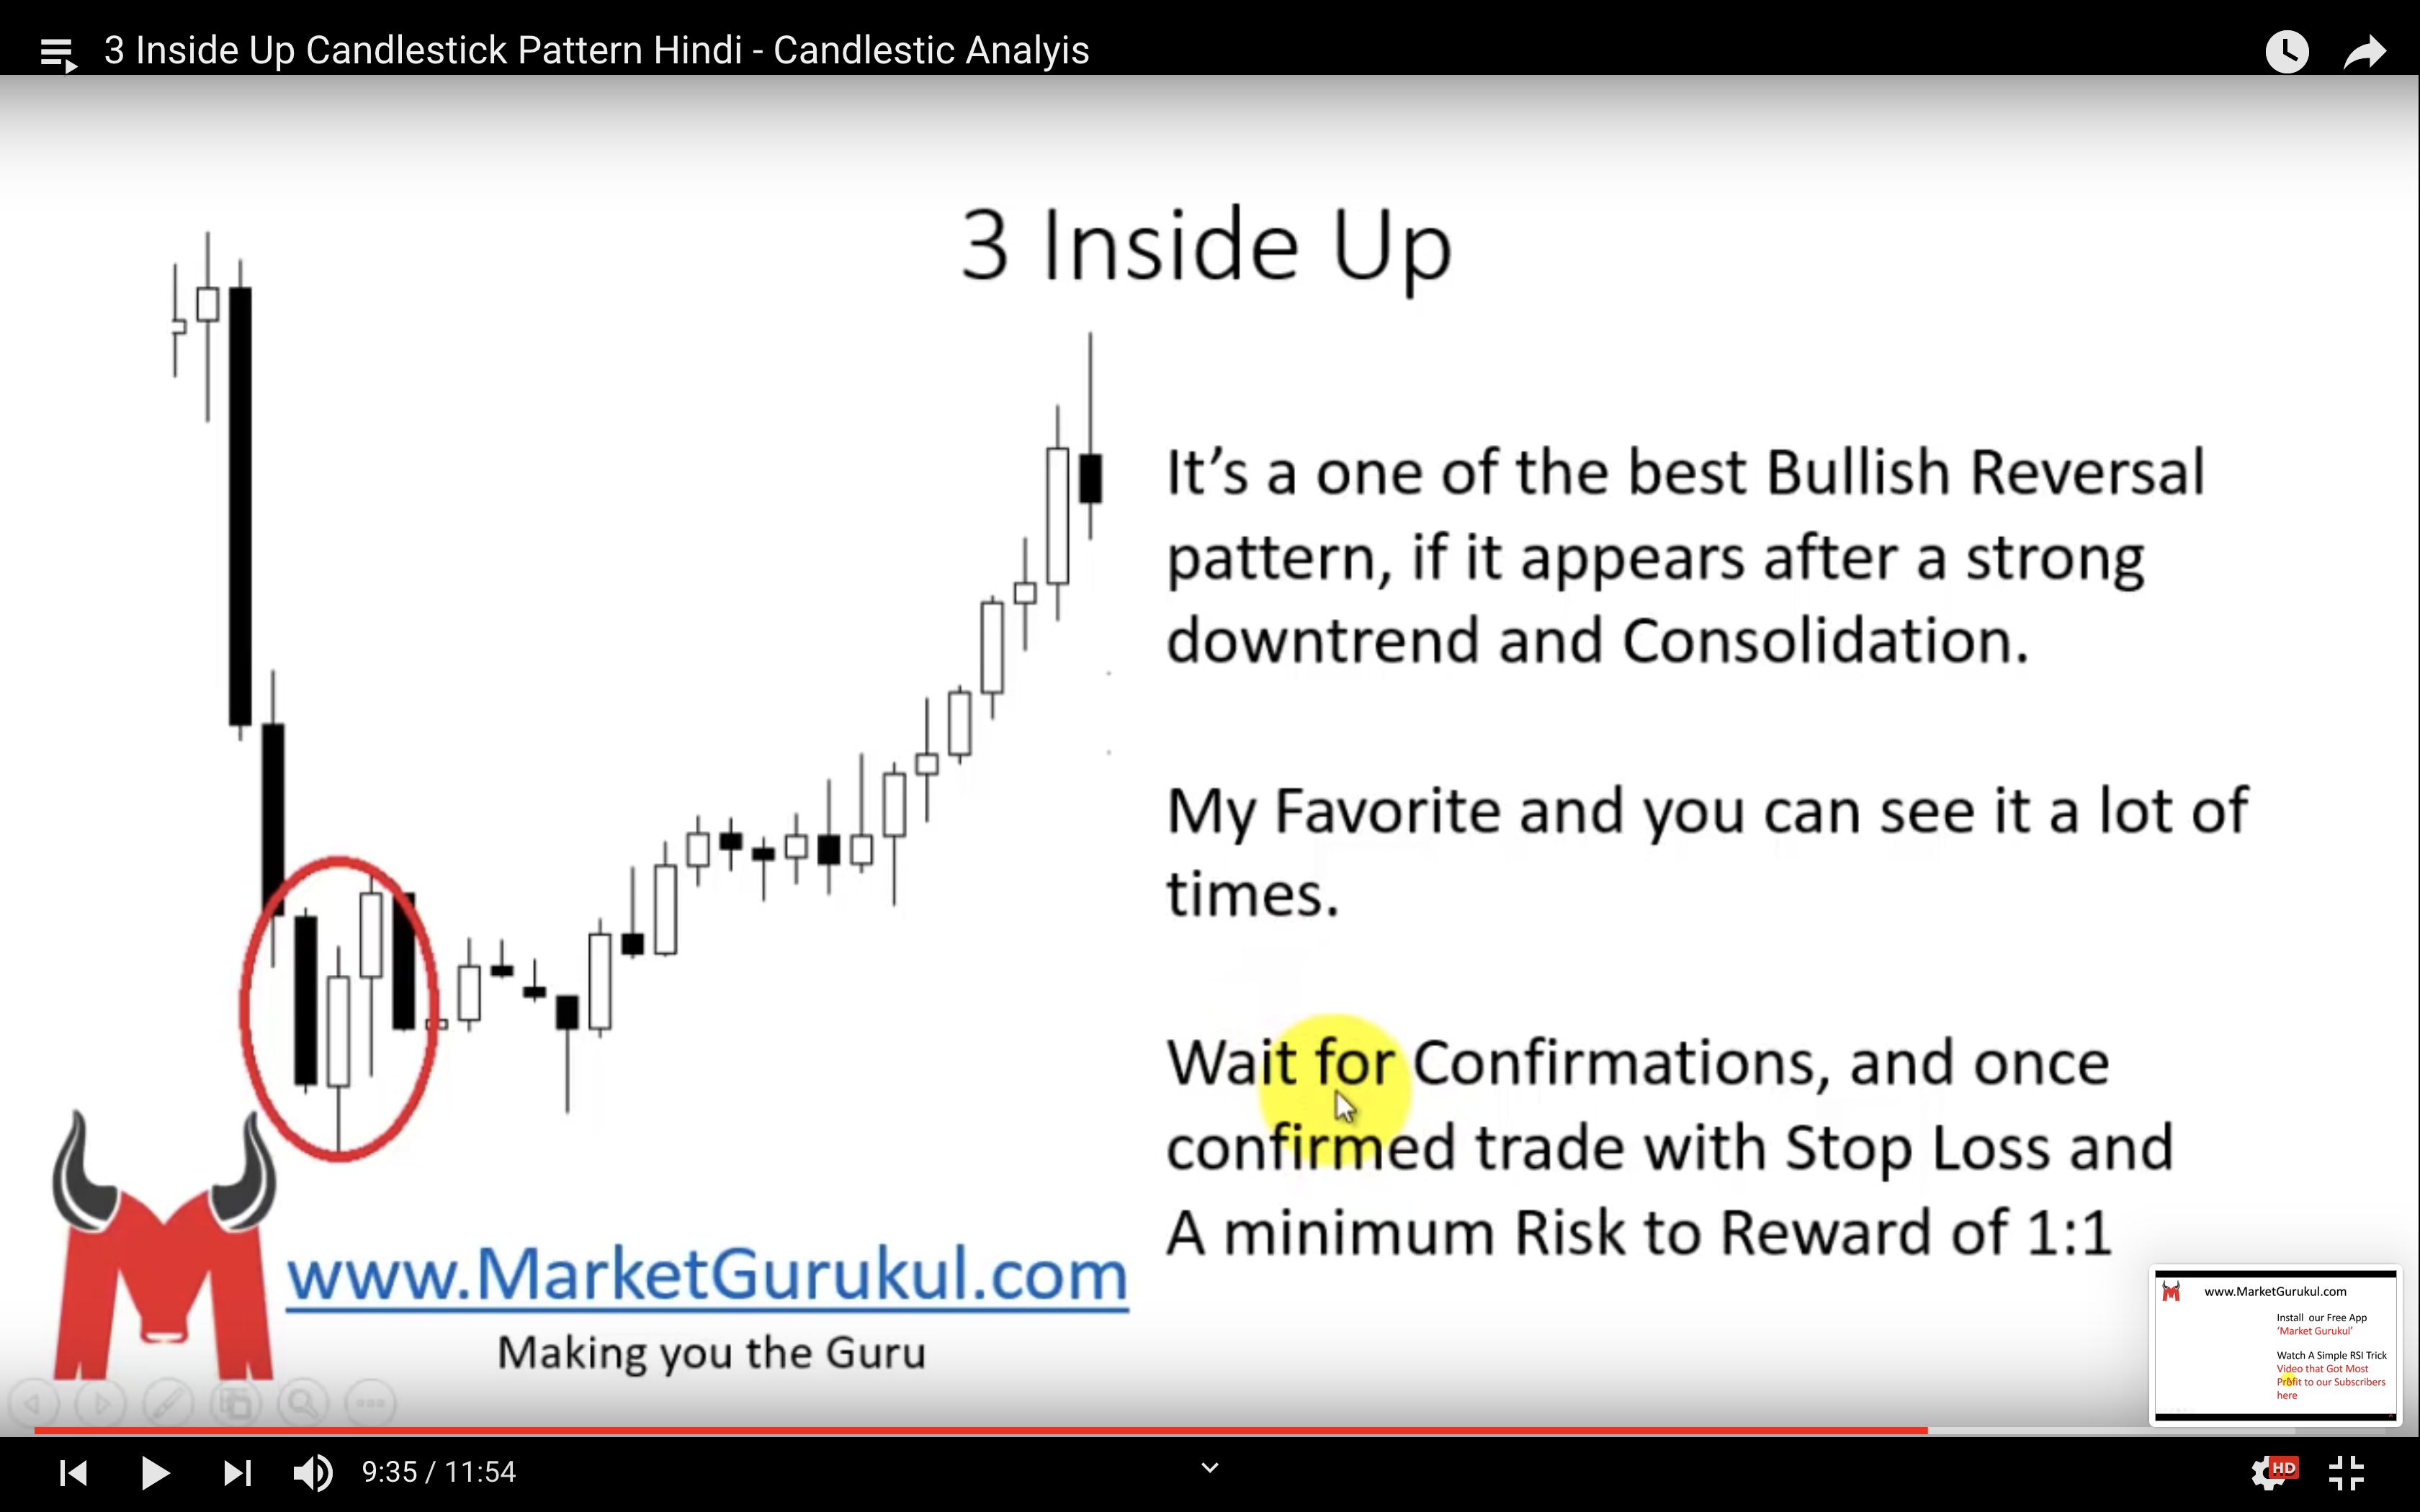 3 Inside Up Candlestick Pattern Hindi - Candlestic Analyis
3 Inside Up
It’s a one of the best Bullish Reversal
pattern, if it appears after a strong
downtrend and Consolidation.
My Favorite and you can see it a lot of
times.
Wait for Confirmations, and once
confirmed trade with Stop Loss and
A minimum Risk to Reward of 1:1
www.MarketGurukul.com
Making you the Guru
www.MarketGurukul.com
Install our Free App
‘Market Gurukul’
Watch A Simple RSI Trick
Video that Got Most
Profit to our Subscribers
here
9:35 / 11:54
HD